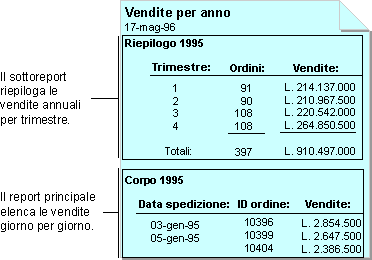 Vendite per anno
17-mag-96
Riepilogo 1995
Trimestre: Ordini: Vendite:
1 91 L. 214.137.000
2 90 L. 210.967.500
3 108 L. 220.542.000
4 108 L. 264.850.500
Totali: 397 L. 910.497.000
Il sottoreport
riepiloga le
vendite annuali
per trimestre.
Corpo 1995
Data spedizione: ID ordine: Vendite:
03-gen-95 10396 L. 2.854.500
05-gen-95 10399 L. 2.647.500
10404 L. 2.386.500
Il report principale
elenca le vendite
giorno per giorno.